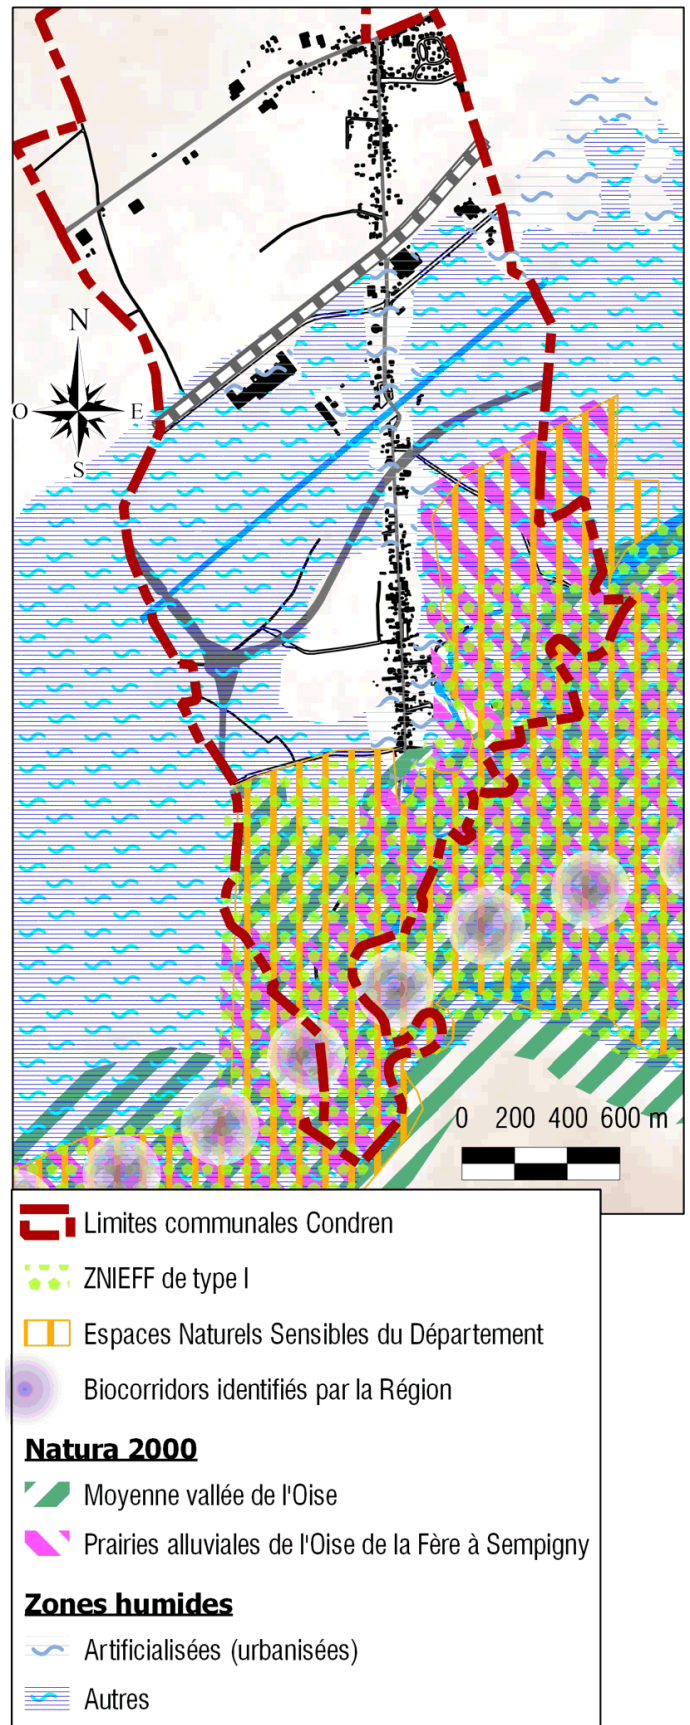 N
O
E
S
0 200 400 600 m
Limites communales Condren
ZNIEFF de type I
Espaces Naturels Sensibles du Département
Biocorridors identifiés par la Région
Natura 2000
Moyenne vallée de l'Oise
Prairies alluviales de l'Oise de la Fère à Sempigny
Zones humides
Artificialisées (urbanisées)
Autres